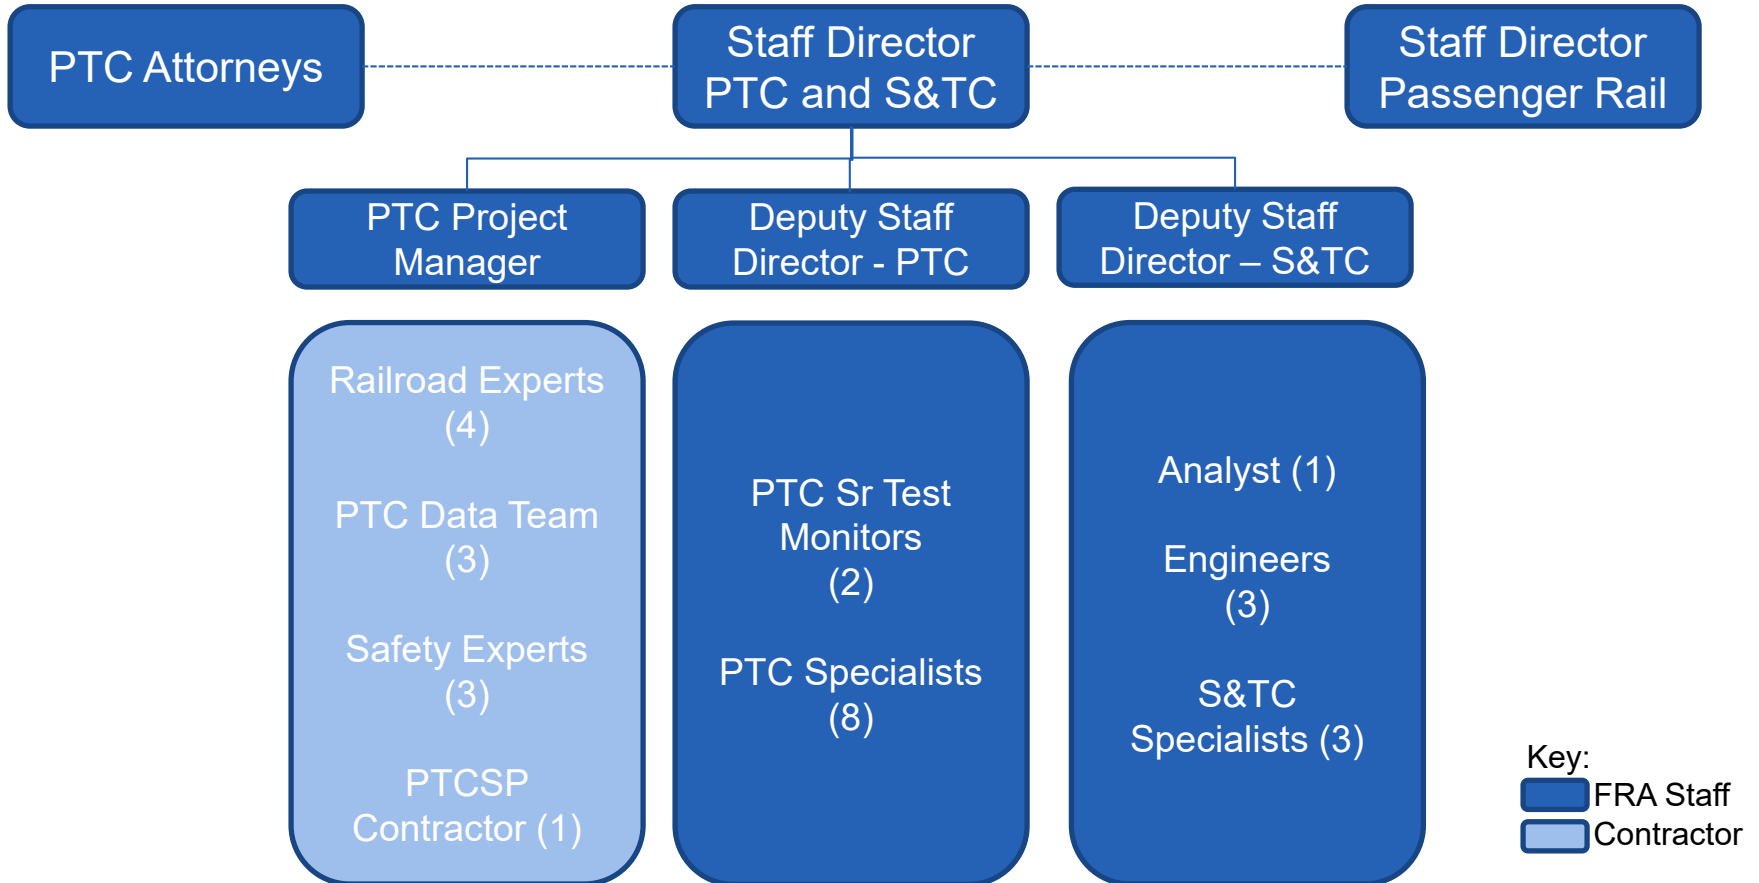 PTC Attorneys
Staff Director
PTC and S&TC
Staff Director
Passenger Rail
PTC Project
Manager
Deputy Staff
Director - PTC
Deputy Staff
Director – S&TC
Railroad Experts
(4)
PTC Data Team
(3)
Safety Experts
(3)
PTCSP
Contractor (1)
PTC Sr Test
Monitors
(2)
PTC Specialists
(8)
Analyst (1)
Engineers
(3)
S&TC
Specialists (3)
Key:
FRA Staff
Contractor